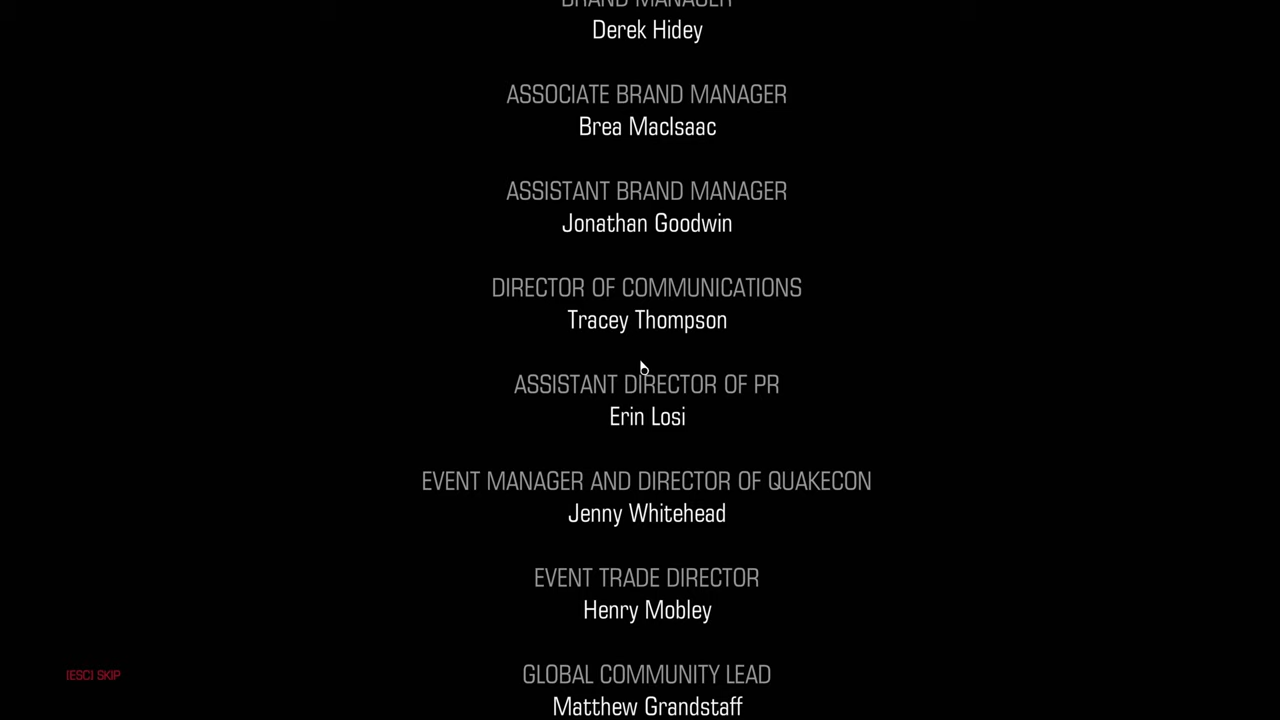 BRAND MANAGER
Derek Hidey
ASSOCIATE BRAND MANAGER
Brea MacIsaac
ASSISTANT BRAND MANAGER
Jonathan Goodwin
DIRECTOR OF COMMUNICATIONS
Tracey Thompson
ASSISTANT DIRECTOR OF PR
Erin Losi
EVENT MANAGER AND DIRECTOR OF QUAKECON
Jenny Whitehead
EVENT TRADE DIRECTOR
Henry Mobley
GLOBAL COMMUNITY LEAD
Matthew Grandstaff
[ESC] SKIP